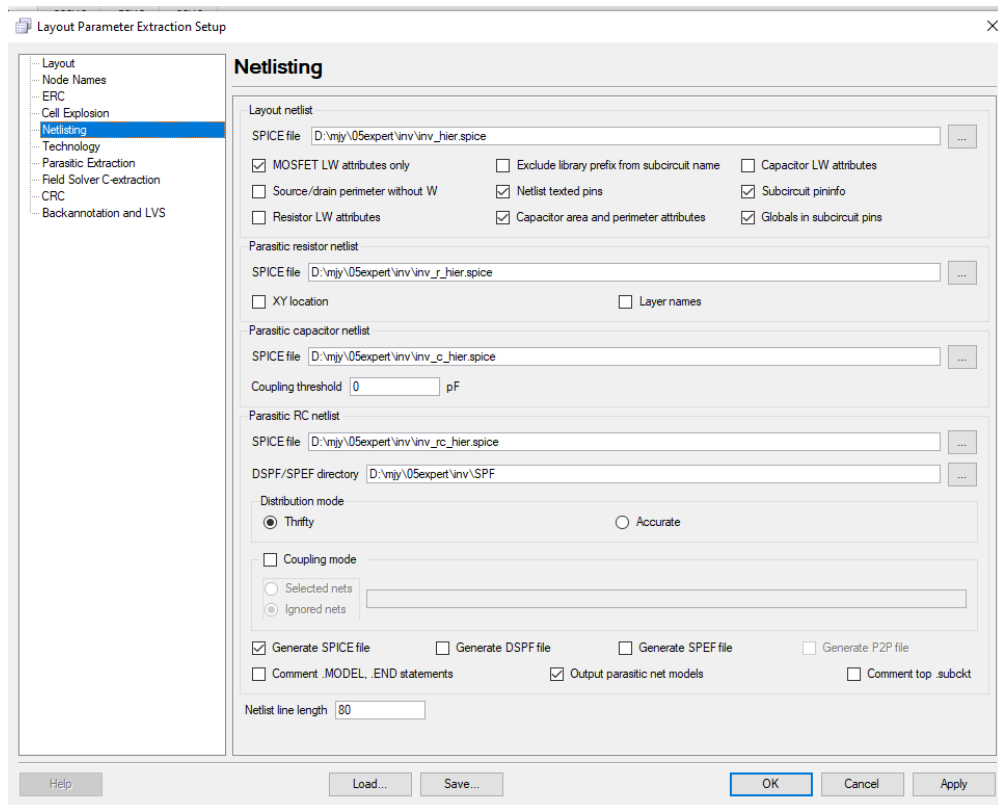 Layout Parameter Extraction Setup
Layout
Node Names
ERC
Cell Explosion
Netlisting
Technology
Parasitic Extraction
Field Solver C-extraction
CRC
Backannotation and LVS
Netlisting
Layout netlist
SPICE file D:\mjy\05expert\inv\inv_hier.spice ...
MOSFET LW attributes only Exclude library prefix from subcircuit name Capacitor LW attributes
Source/drain perimeter without W Netlist texted pins Subcircuit pininfo
Resistor LW attributes Capacitor area and perimeter attributes Globals in subcircuit pins
Parasitic resistor netlist
SPICE file D:\mjy\05expert\inv\inv_r_hier.spice ...
XY location Layer names
Parasitic capacitor netlist
SPICE file D:\mjy\05expert\inv\inv_c_hier.spice ...
Coupling threshold 0 pF
Parasitic RC netlist
SPICE file D:\mjy\05expert\inv\inv_rc_hier.spice ...
DSPF/SPEF directory D:\mjy\05expert\inv\SPF ...
Distribution mode
Thrifty Accurate
Coupling mode
Selected nets
Ignored nets
Generate SPICE file Generate DSPF file Generate SPEF file Generate P2P file
Comment .MODEL, .END statements Output parasitic net models Comment top .subckt
Netlist line length 80
Help Load... Save... OK Cancel Apply